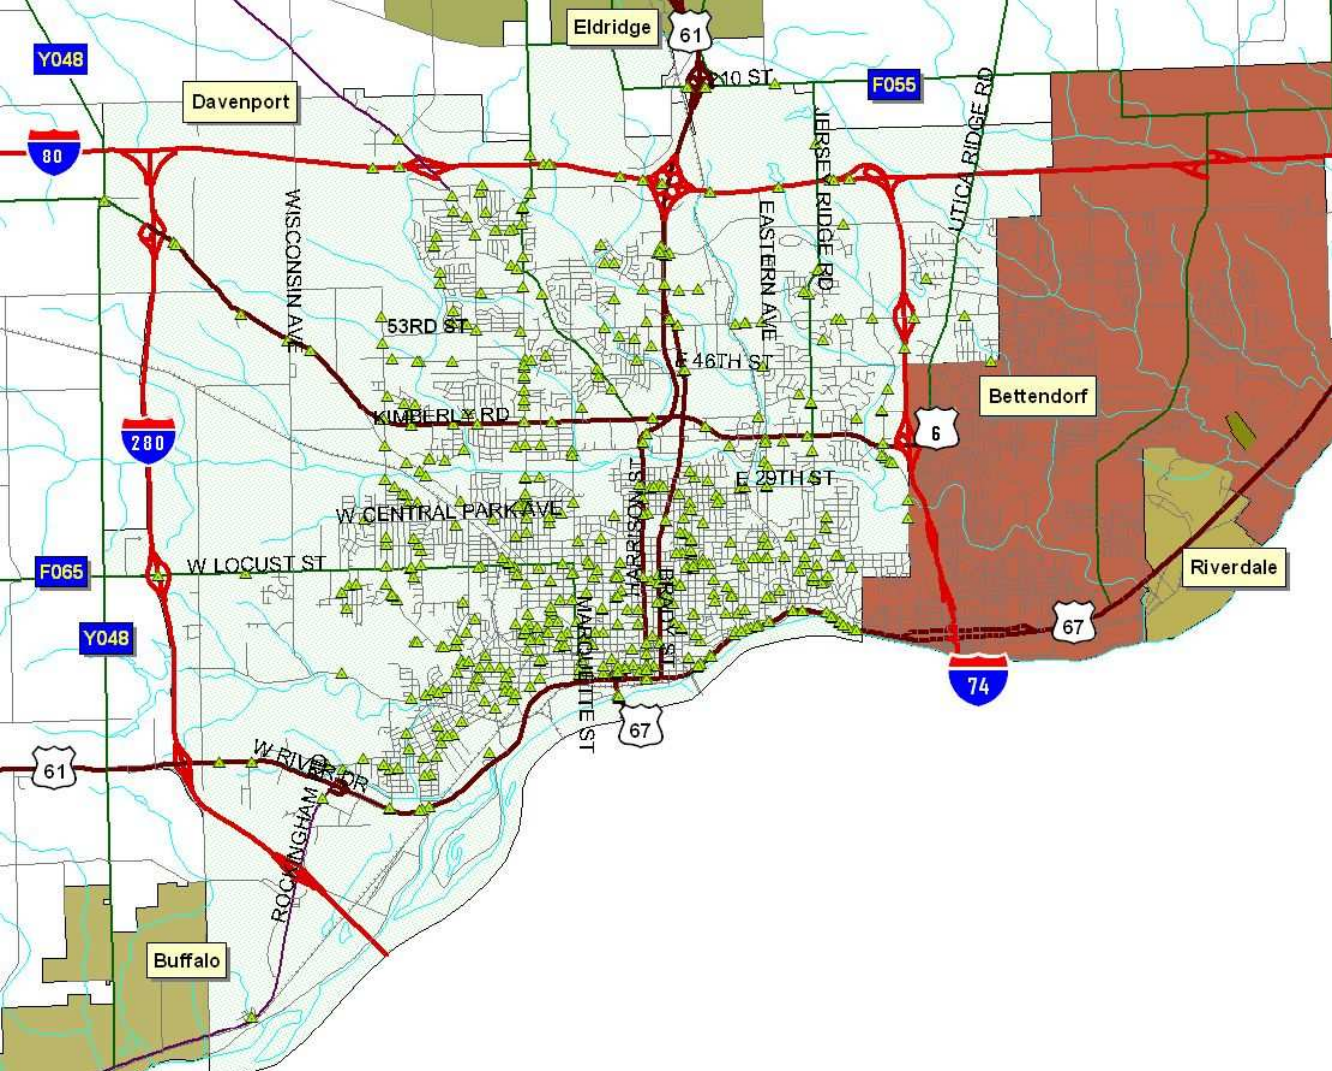 Eldridge
61
Y048
210 ST
F055
Davenport
80
JERSEY RIDGE RD
UTICA RIDGE RD
WISCONSIN AVE
EASTERN AVE
53RD ST
E 46TH ST
Bettendorf
KIMBERLY RD
6
280
E 29TH ST
HARRISON ST
W CENTRAL PARK AVE
W LOCUST ST
F065
Riverdale
BRADY ST
MARQUETTE ST
67
Y048
74
67
W RIVER DR
61
ROCKINGHAM
Buffalo